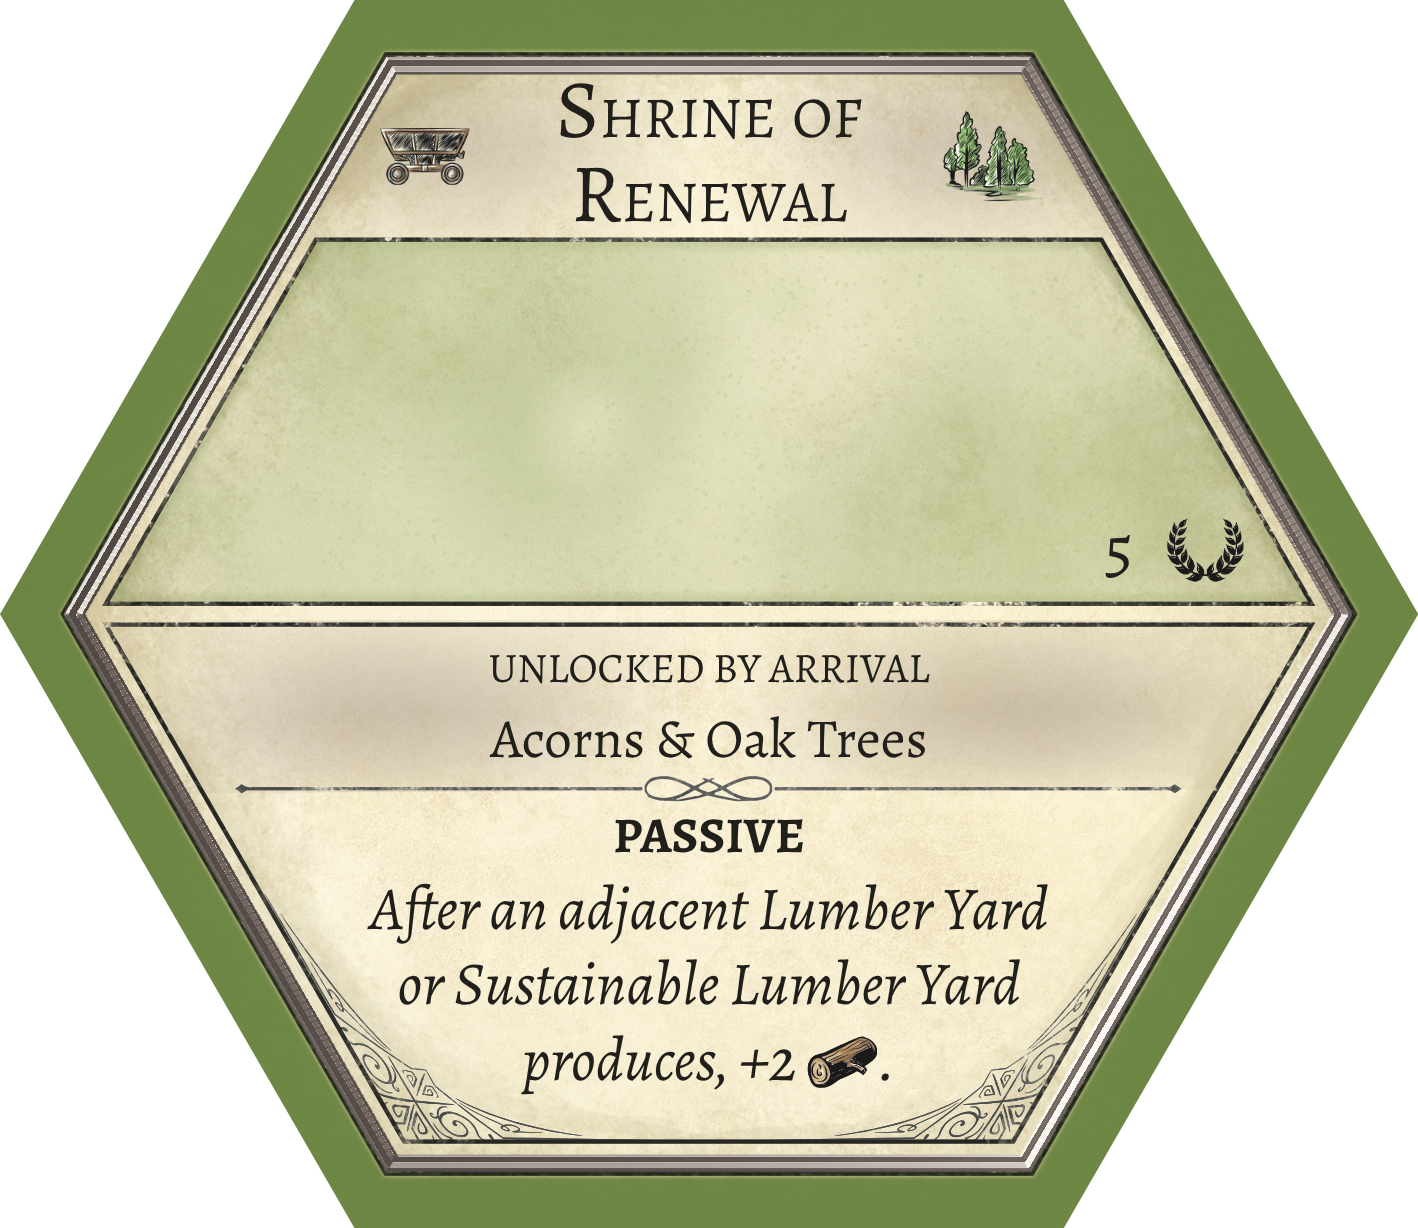 Shrine of
Renewal
5
UNLOCKED BY ARRIVAL
Acorns & Oak Trees
PASSIVE
After an adjacent Lumber Yard
or Sustainable Lumber Yard
produces, +2 .